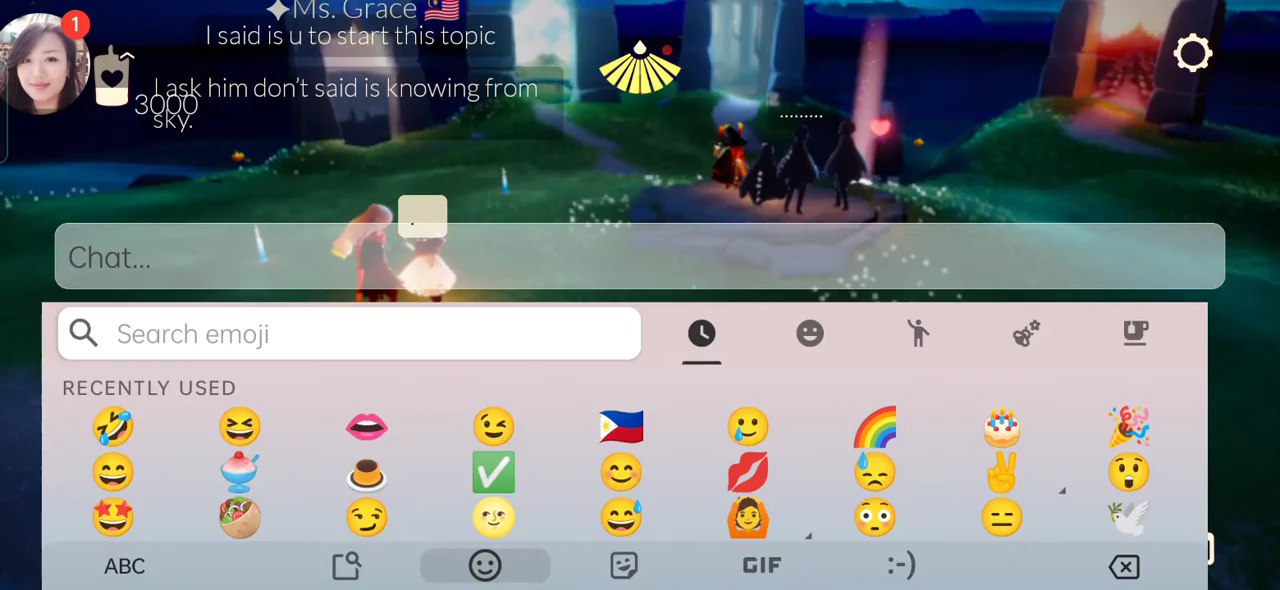 1
✦Ms. Grace 🇲🇾
I said is u to start this topic
I ask him don't said is knowing from
sky.
3000
.........
.
Chat...
Search emoji
RECENTLY USED
ABC
GIF
:-)